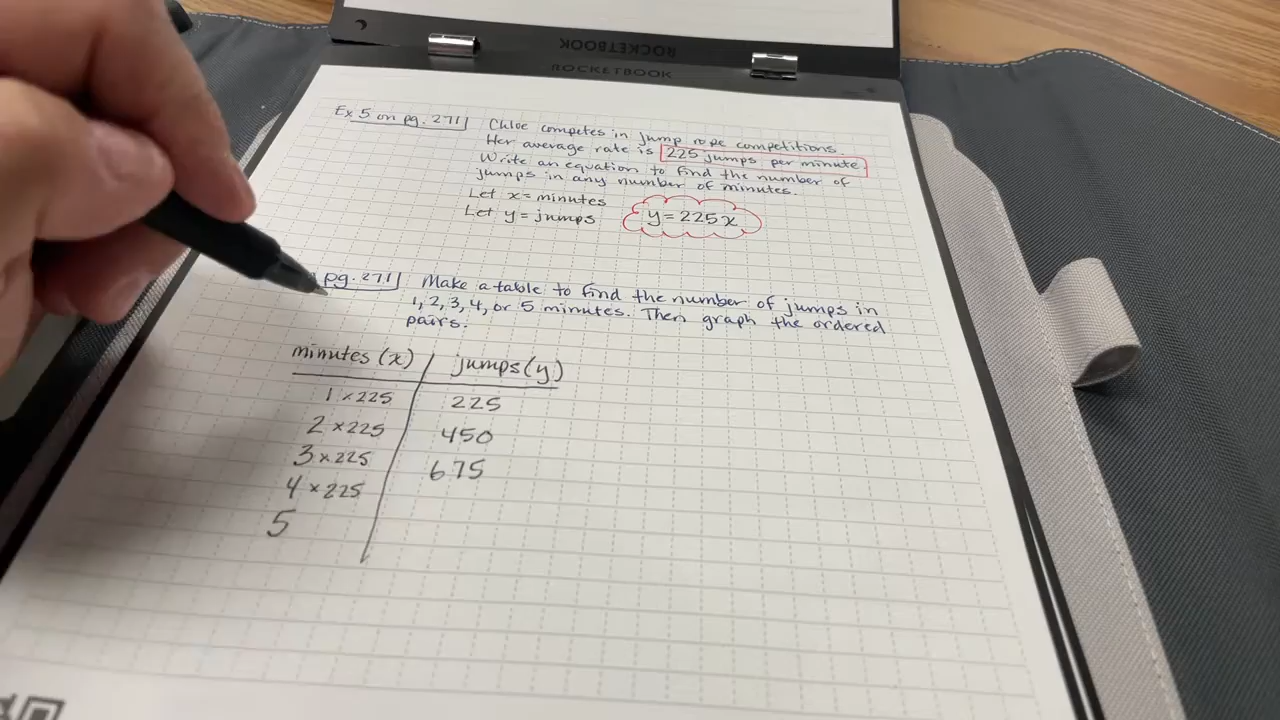 ROCKETBOOK
ROCKETBOOK
Ex 5 on pg. 271
Chloe competes in jump rope competitions.
Her average rate is 225 jumps per minute
Write an equation to find the number of
jumps in any number of minutes.
Let x = minutes
Let y = jumps
y = 225x
pg. 271
Make a table to find the number of jumps in
1, 2, 3, 4, or 5 minutes. Then graph the ordered
pairs.
minutes (x) jumps (y)
1 × 225 225
2 × 225 450
3 × 225 675
4 × 225
5